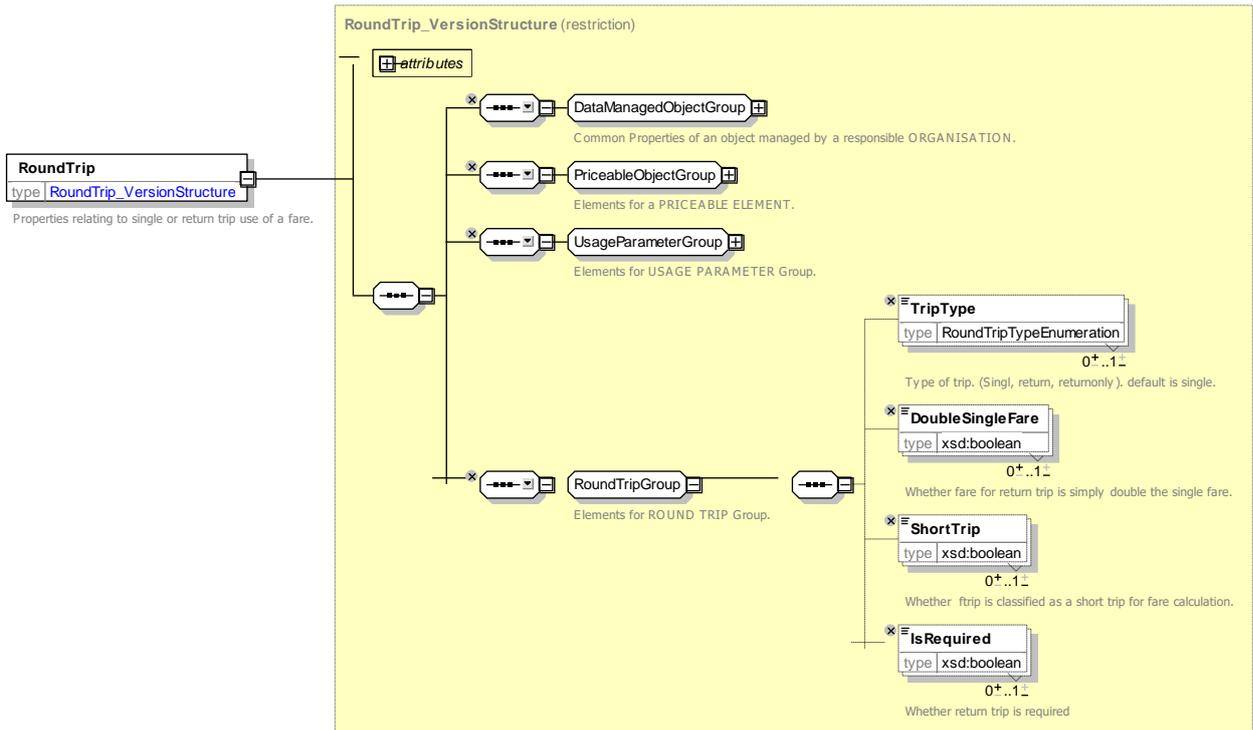 RoundTrip_VersionStructure (restriction)
attributes
DataManagedObjectGroup
Common Properties of an object managed by a responsible ORGANISATION.
RoundTrip
type RoundTrip_VersionStructure
Properties relating to single or return trip use of a fare.
PriceableObjectGroup
Elements for a PRICEABLE ELEMENT.
UsageParameterGroup
Elements for USAGE PARAMETER Group.
TripType
type RoundTripTypeEnumeration
0..1
Type of trip. (Singl, return, returnonly). default is single.
DoubleSingleFare
type xsd:boolean
0..1
Whether fare for return trip is simply double the single fare.
RoundTripGroup
Elements for ROUND TRIP Group.
ShortTrip
type xsd:boolean
0..1
Whether ftrip is classified as a short trip for fare calculation.
IsRequired
type xsd:boolean
0..1
Whether return trip is required